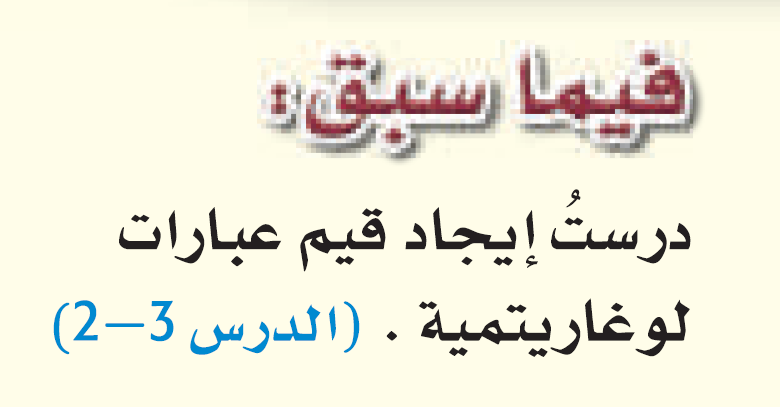 فيما سبق:
درستُ إيجاد قيم عبارات
لوغاريتمية . (الدرس 3–2)